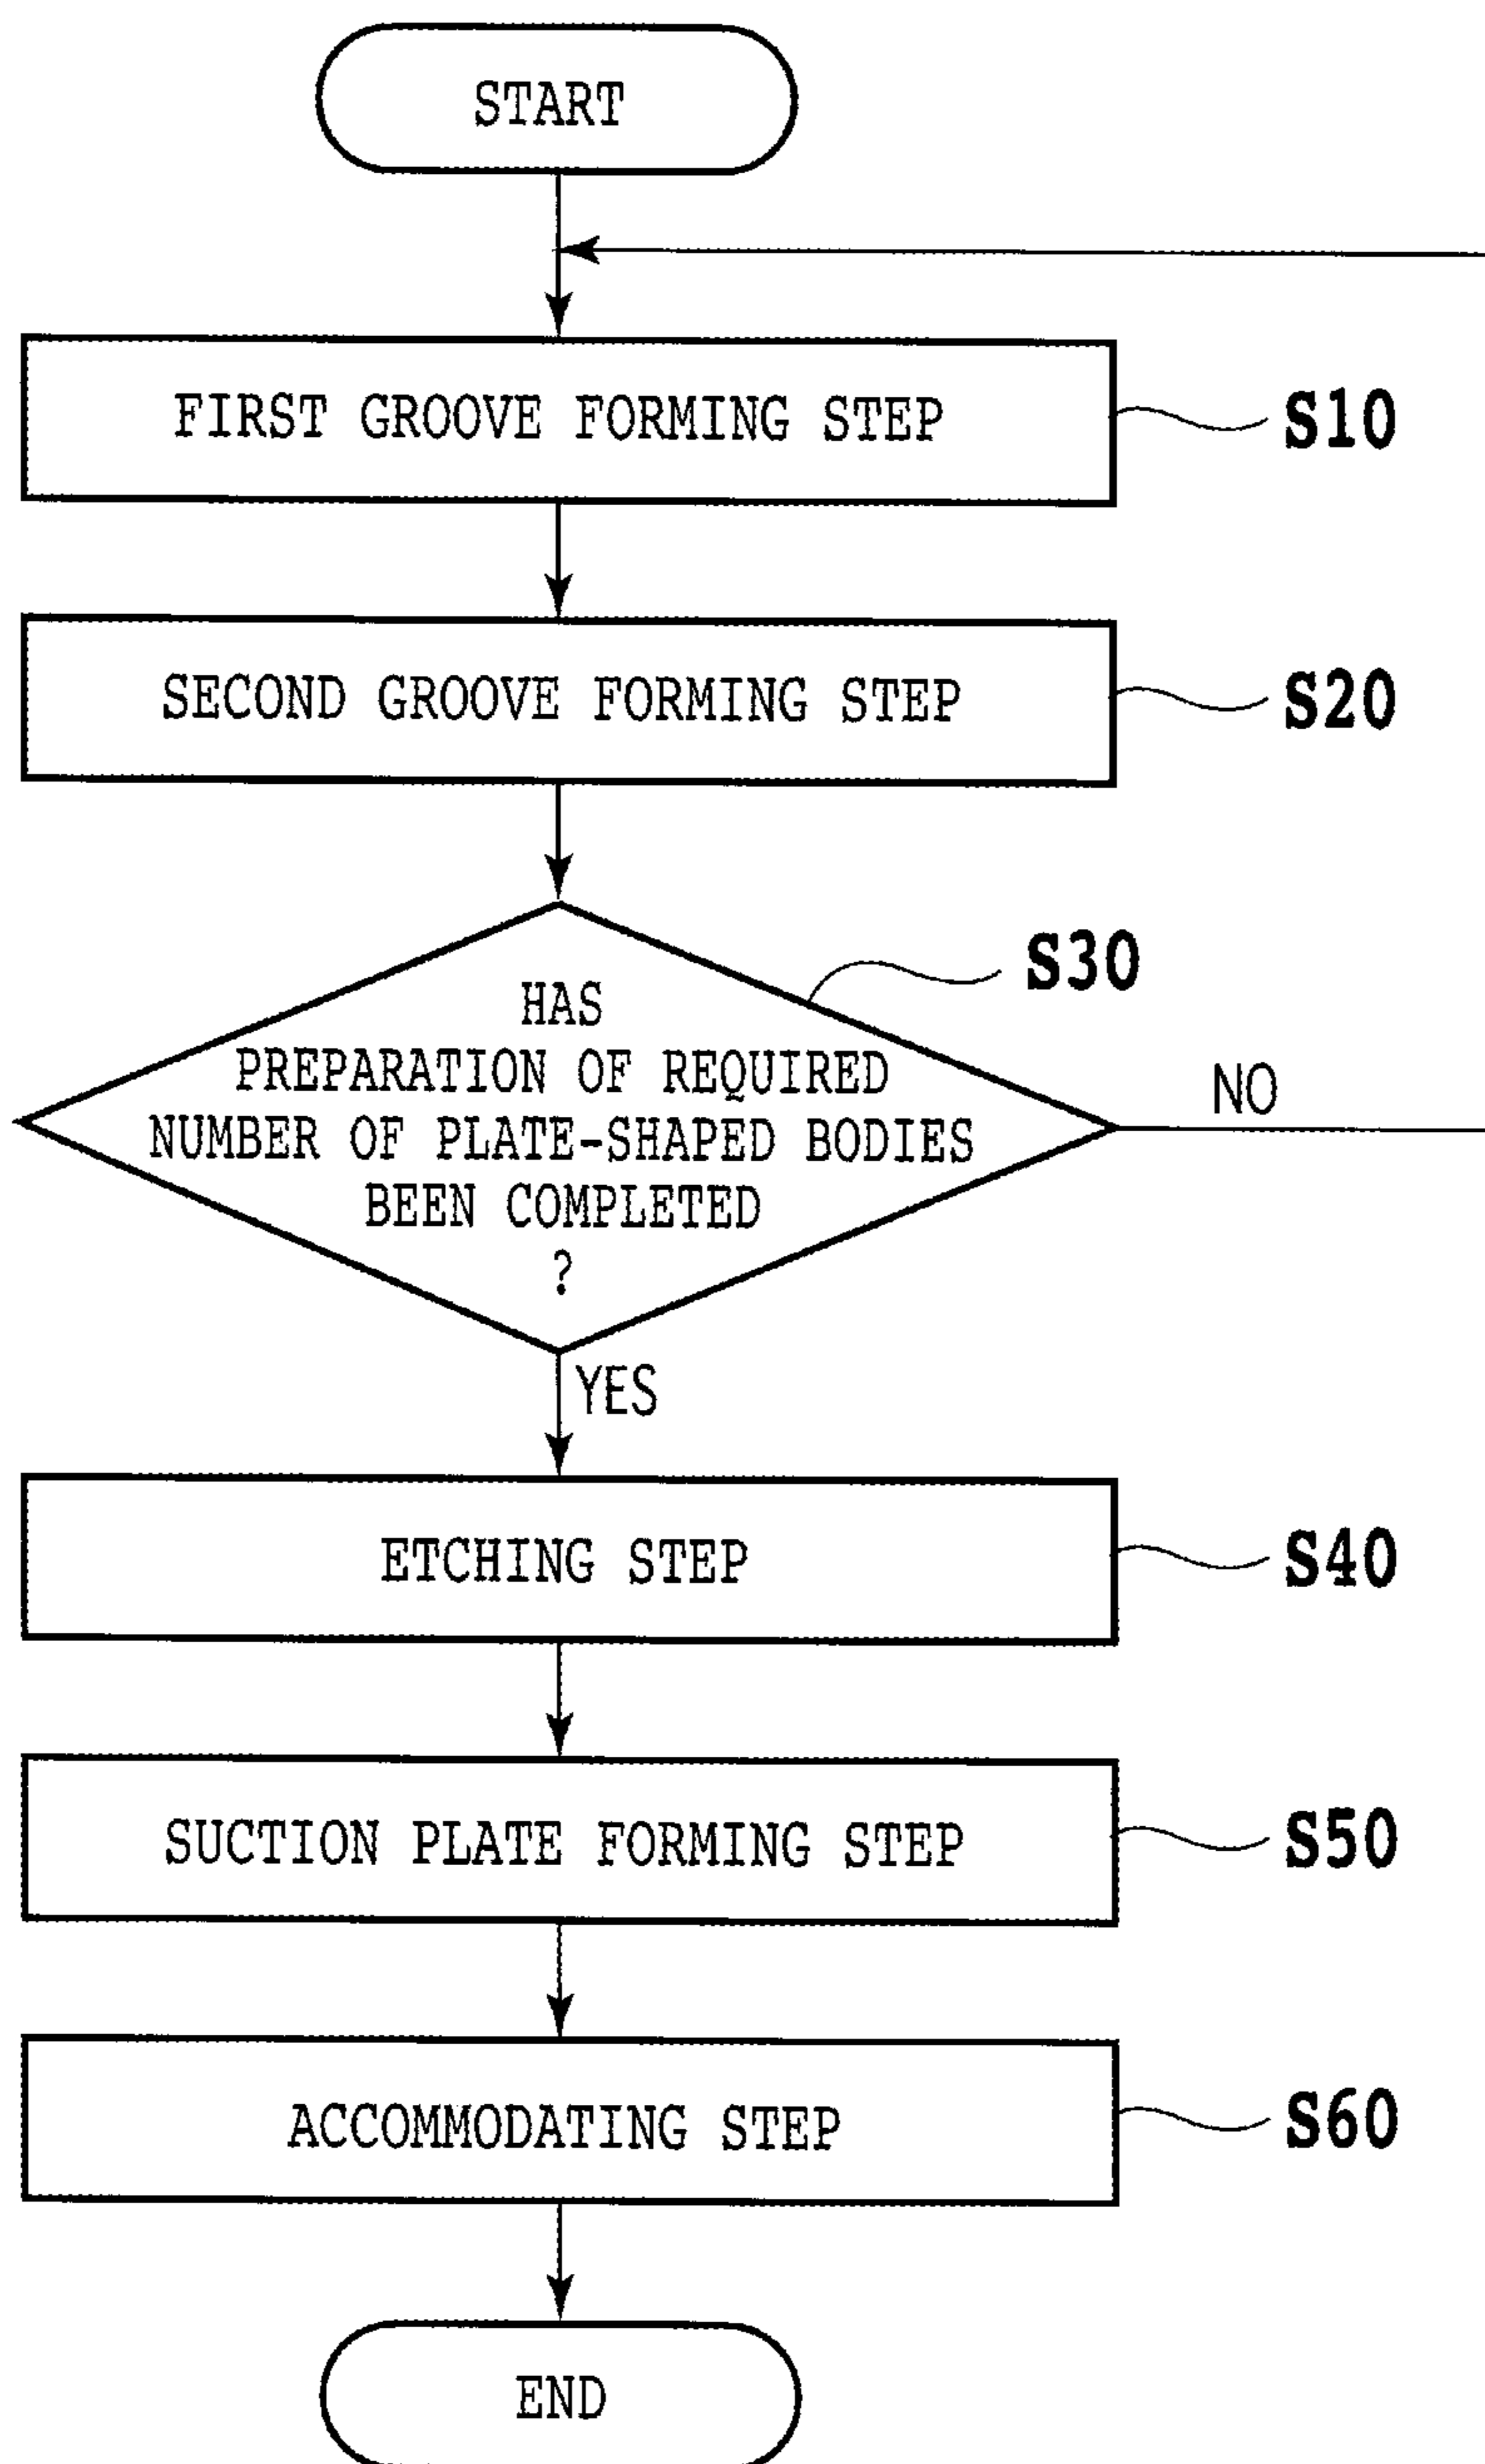 START
FIRST GROOVE FORMING STEP
S10
SECOND GROOVE FORMING STEP
S20
S30
HAS
PREPARATION OF REQUIRED
NUMBER OF PLATE-SHAPED BODIES
BEEN COMPLETED
?
NO
YES
ETCHING STEP
S40
SUCTION PLATE FORMING STEP
S50
ACCOMMODATING STEP
S60
END